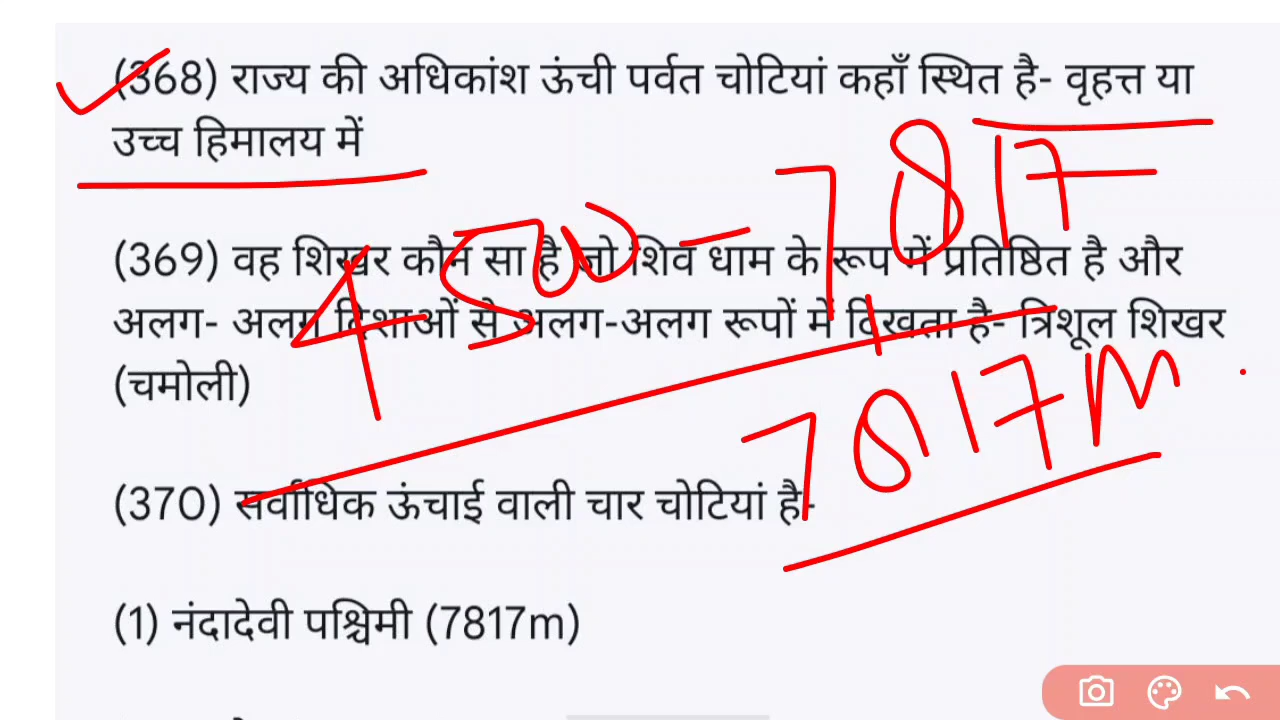 (368) राज्य की अधिकांश ऊंची पर्वत चोटियां कहाँ स्थित है- वृहत्त या
उच्च हिमालय में
4500-7817
(369) वह शिखर कौन सा है जो शिव धाम के रूप में प्रतिष्ठित है और
अलग- अलग दिशाओं से अलग-अलग रूपों में दिखता है- त्रिशूल शिखर
(चमोली)
7817m
(370) सर्वाधिक ऊंचाई वाली चार चोटियां है-
(1) नंदादेवी पश्चिमी (7817m)